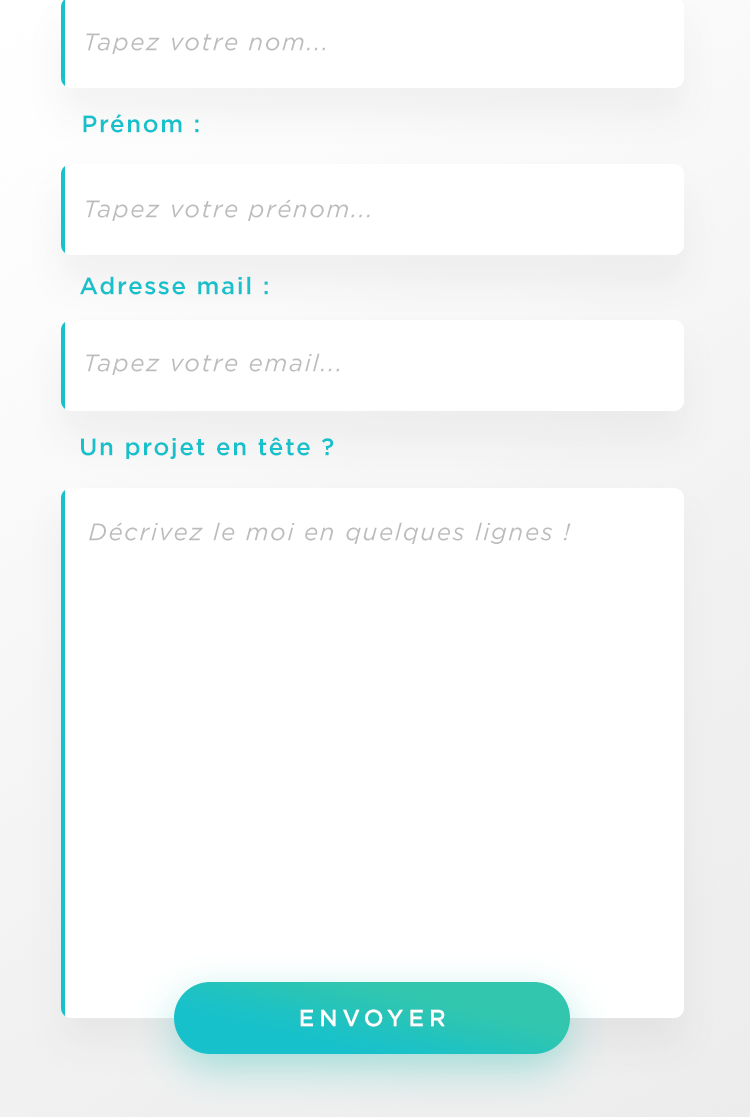 Tapez votre nom...
Prénom :
Tapez votre prénom...
Adresse mail :
Tapez votre email...
Un projet en tête ?
Décrivez le moi en quelques lignes !
ENVOYER